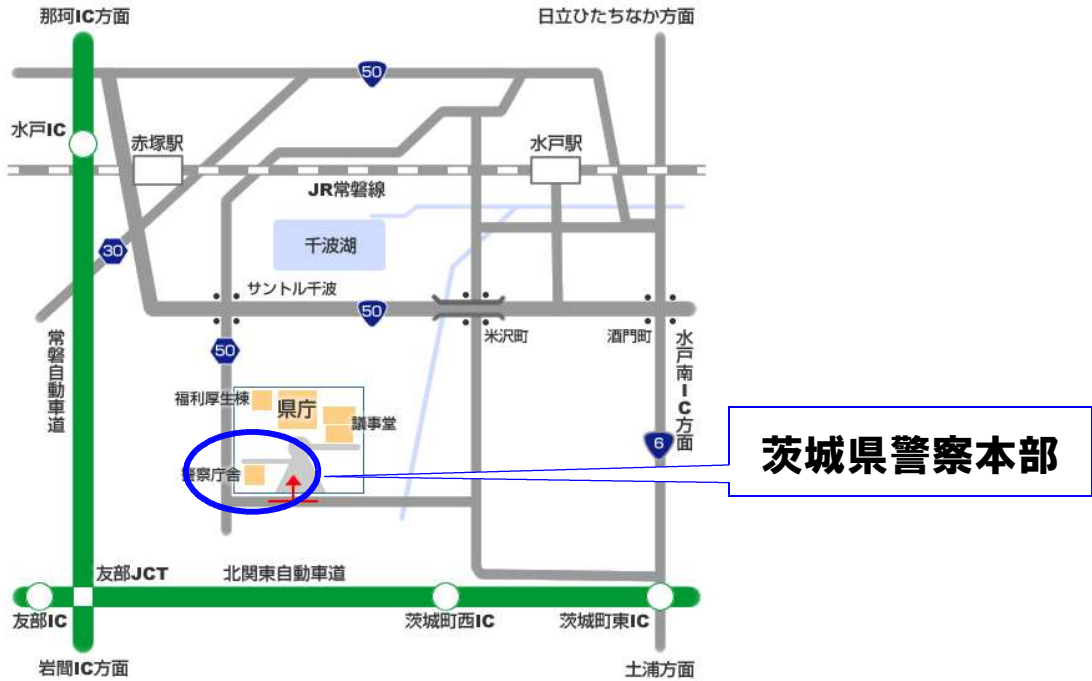 那珂IC方面
日立ひたちなか方面
50
水戸IC
赤塚駅
水戸駅
JR常磐線
30
千波湖
サントル千波
50
米沢町
酒門町
常磐自動車道
水戸南IC方面
50
福利厚生棟
県庁
議事堂
6
茨城県警察本部
警察庁舎
友部JCT
北関東自動車道
友部IC
茨城町西IC
茨城町東IC
岩間IC方面
土浦方面